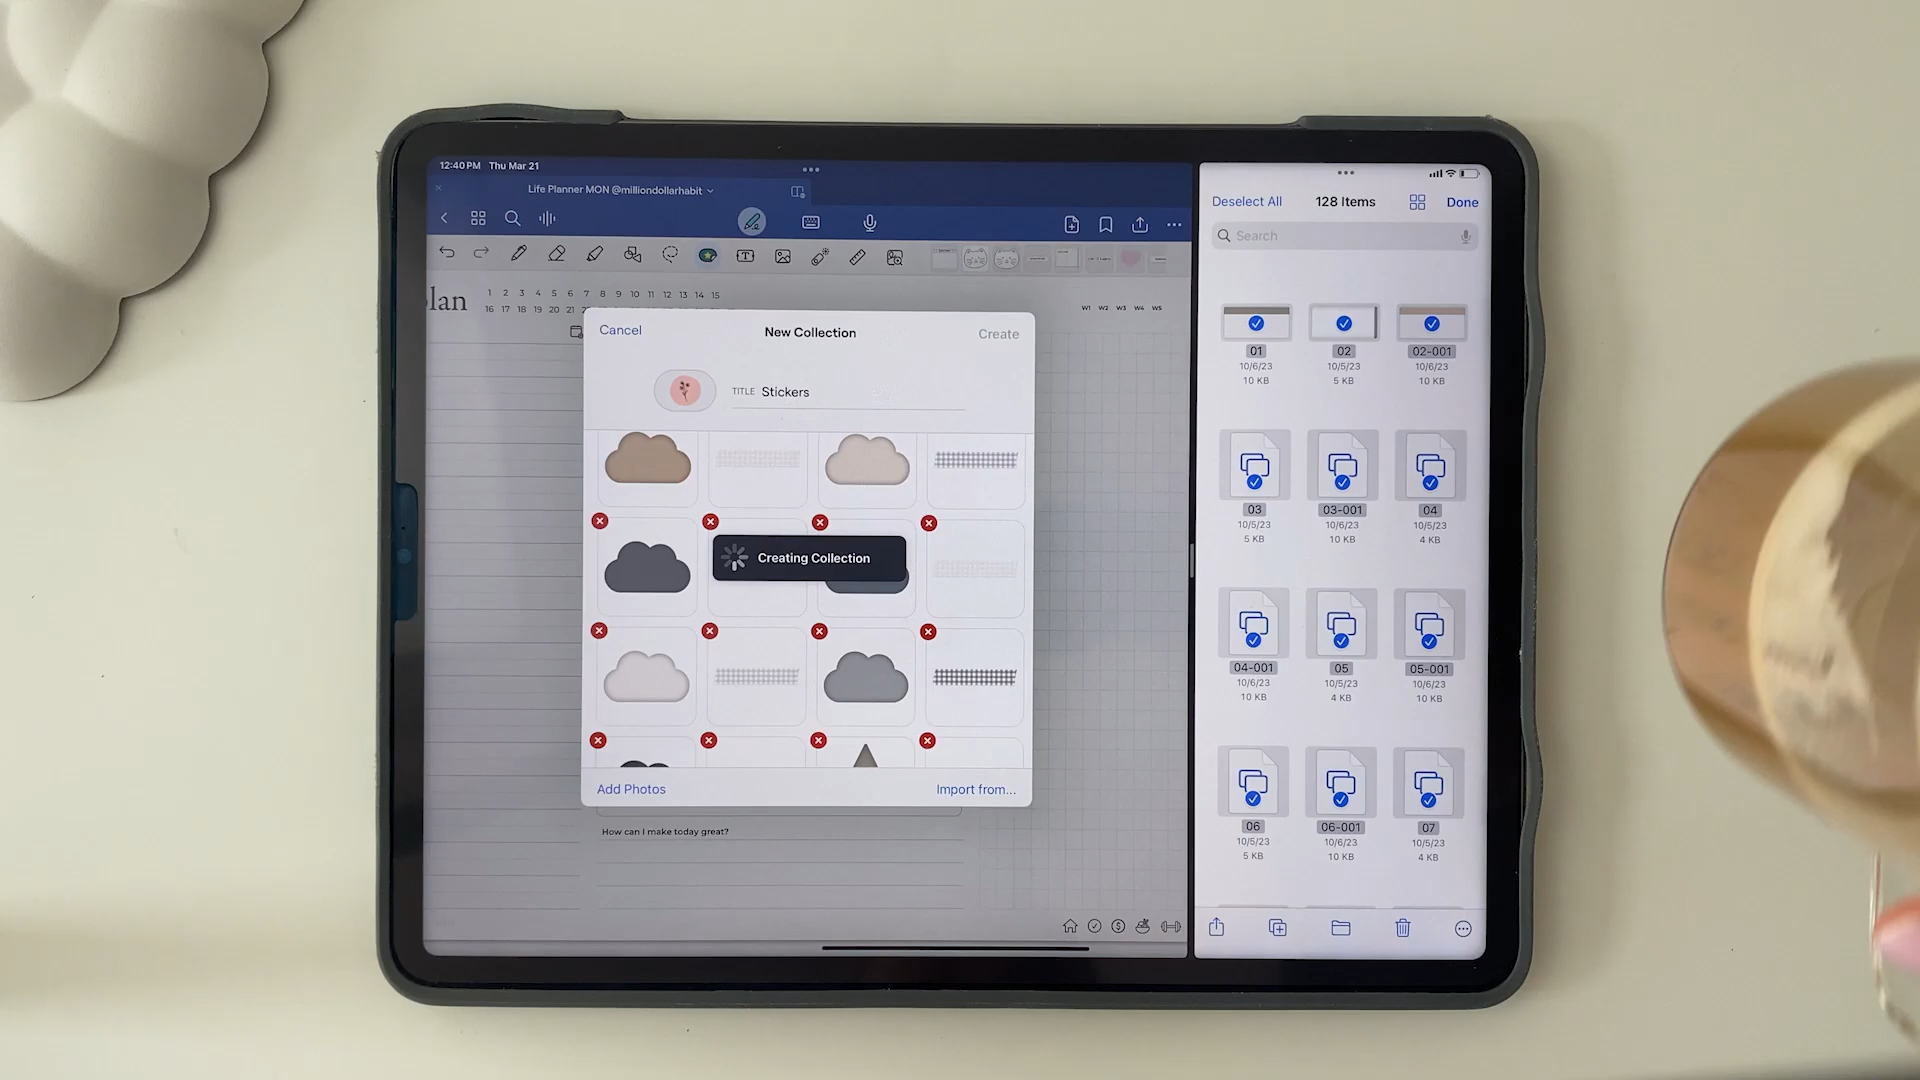 12:40 PM Thu Mar 21
Life Planner MON @milliondollarhabit
lan
1 2 3 4 5 6 7 8 9 10 11 12 13 14 15
16 17 18 19 20 21
W1 W2 W3 W4 W5
Cancel
New Collection
Create
TITLE Stickers
Creating Collection
Add Photos
Import from...
How can I make today great?
Deselect All
128 Items
Done
Search
01
10/6/23
10 KB
02
10/5/23
5 KB
02-001
10/6/23
10 KB
03
10/5/23
5 KB
03-001
10/6/23
10 KB
04
10/5/23
4 KB
04-001
10/6/23
10 KB
05
10/5/23
4 KB
05-001
10/6/23
10 KB
06
10/5/23
5 KB
06-001
10/6/23
10 KB
07
10/5/23
4 KB